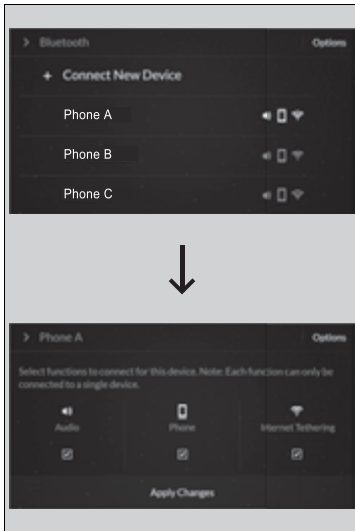 > Bluetooth Options
+ Connect New Device
Phone A
Phone B
Phone C
> Phone A Options
Select functions to connect for this device. Note: Each function can only be
connected to a single device.
Audio Phone Internet Tethering
Apply Changes